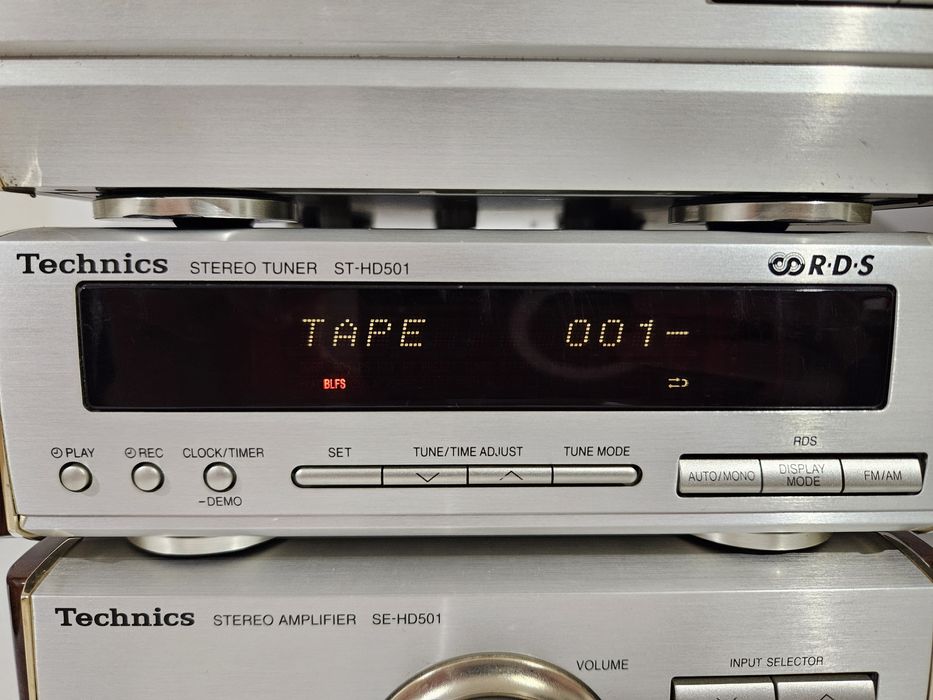 Technics STEREO TUNER ST-HD501 R·D·S
TAPE 001-
BLFS
PLAY REC CLOCK/TIMER SET TUNE/TIME ADJUST TUNE MODE RDS
AUTO/MONO DISPLAY MODE FM/AM
-DEMO
Technics STEREO AMPLIFIER SE-HD501
VOLUME INPUT SELECTOR